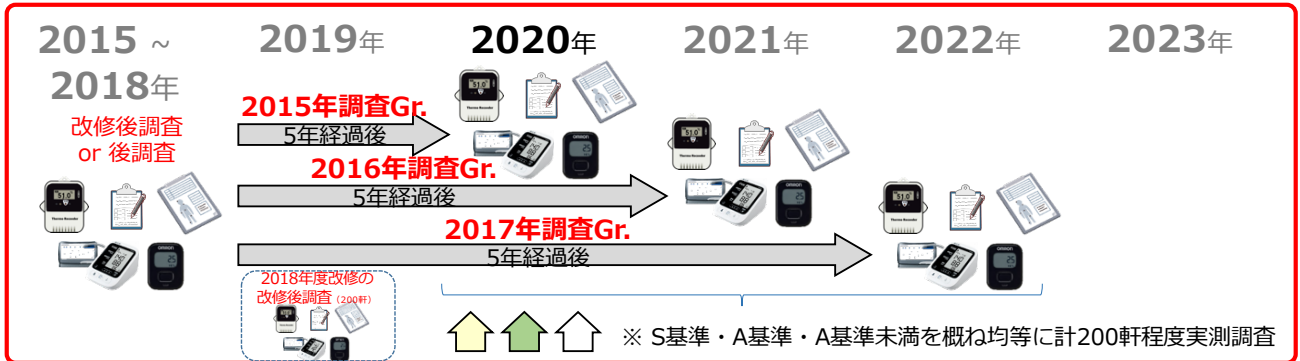 2015 ~
2018年
2019年
2020年
2021年
2022年
2023年
改修後調査
or 後調査
2015年調査Gr.
5年経過後
2016年調査Gr.
5年経過後
2017年調査Gr.
5年経過後
2018年度改修の
改修後調査（200軒）
※ S基準・A基準・A基準未満を概ね均等に計200軒程度実測調査